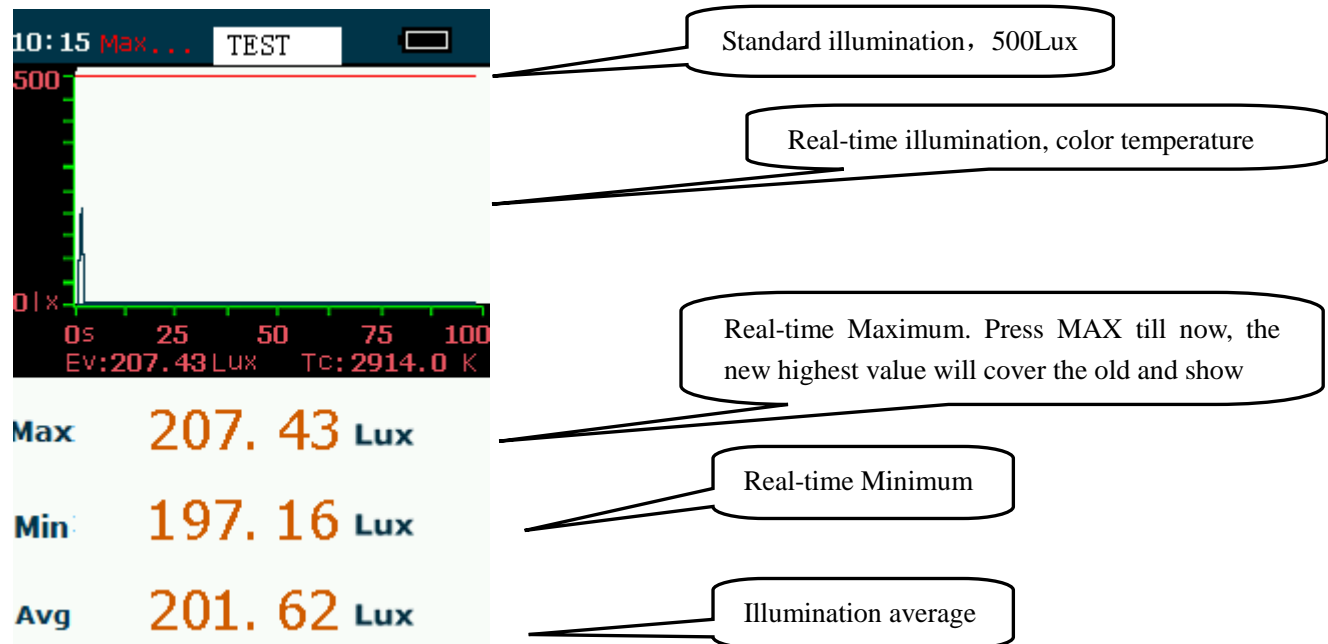 10:15 Max... TEST
500
0lx
0s 25 50 75 100
Ev:207.43Lux Tc:2914.0 K
Max 207.43 Lux
Min: 197.16 Lux
Avg 201.62 Lux
Standard illumination，500Lux
Real-time illumination, color temperature
Real-time Maximum. Press MAX till now, the
new highest value will cover the old and show
Real-time Minimum
Illumination average